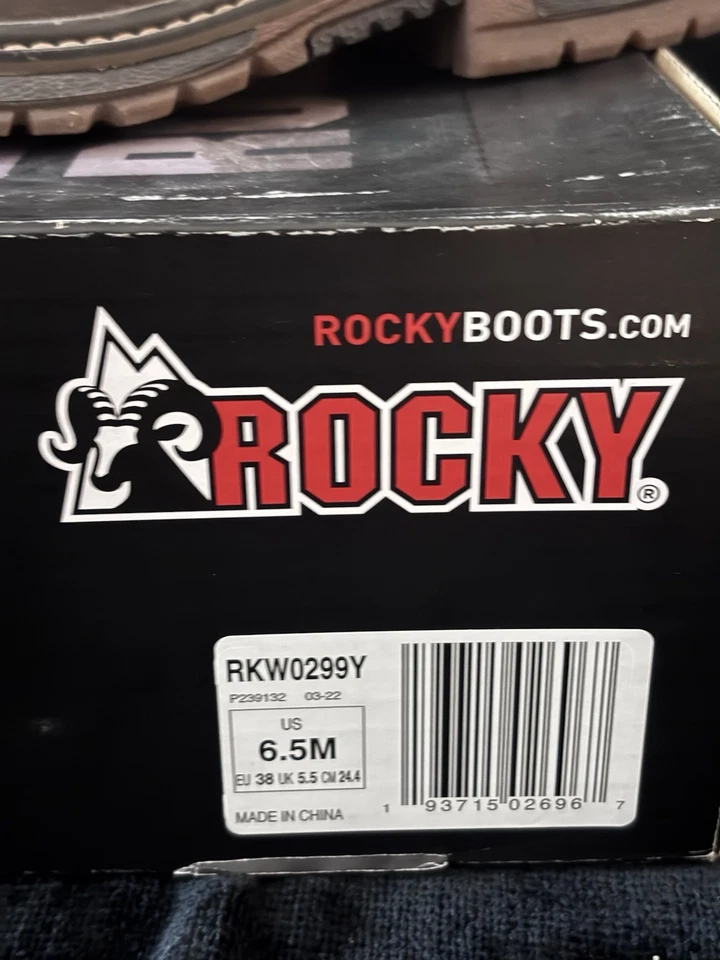 ROCKYBOOTS.COM
ROCKY®
RKW0299Y
P239132 03-22
US
6.5M
EU 38 UK 5.5 CM 24.4
MADE IN CHINA
1 93715 02696 7